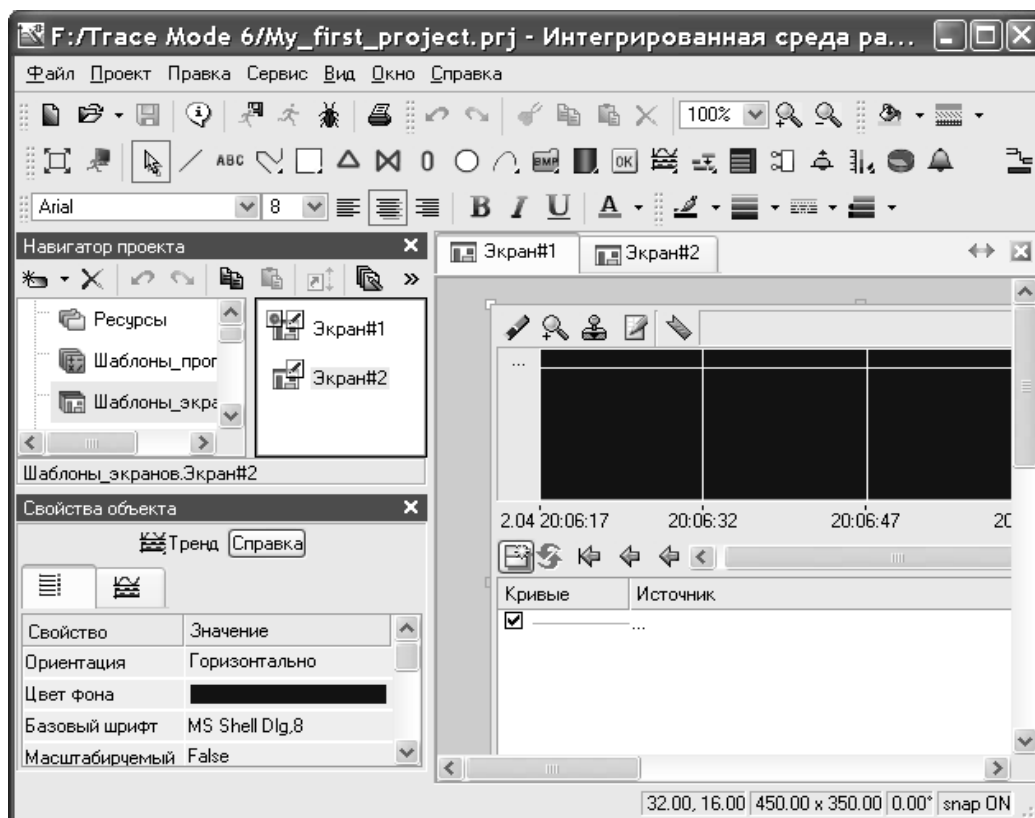 F:/Trace Mode 6/My_first_project.prj - Интегрированная среда ра...
Файл Проект Правка Сервис Вид Окно Справка
100%
ABC BMP OK
Arial 8 B I U A
Навигатор проекта
Экран#1 Экран#2
Ресурсы
Шаблоны_прог
Шаблоны_экра
Экран#1
Экран#2
Шаблоны_экранов.Экран#2
Свойства объекта
Тренд Справка
Свойство Значение
Ориентация Горизонтально
Цвет фона
Базовый шрифт MS Shell Dlg,8
Масштабируемый False
...
2.04 20:06:17 20:06:32 20:06:47 20
Кривые Источник
...
32.00, 16.00 450.00 x 350.00 0.00° snap ON